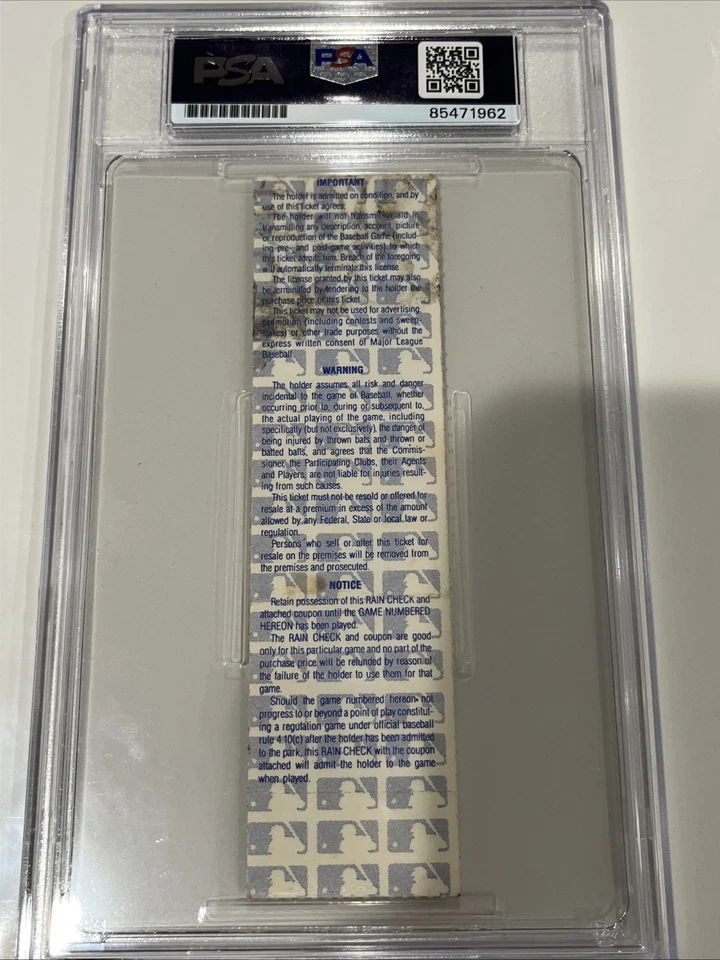 PSA
PSA
85471962
IMPORTANT
The holder is admitted on condition, and by
use of this ticket agrees:
The holder will not transmit or aid in
transmitting any description, account, picture
or reproduction of the Baseball Game (includ-
ing pre- and post-game activities) to which
this ticket admits him. Breach of the foregoing
will automatically terminate this license.
The license granted by this ticket may also
be terminated by tendering to the holder the
purchase price of this ticket.
This ticket may not be used for advertising,
promotion (including contests and sweep-
stakes) or other trade purposes without the
express written consent of Major League
Baseball.
WARNING
The holder assumes all risk and danger
incidental to the game of Baseball, whether
occurring prior to, during or subsequent to,
the actual playing of the game, including
specifically (but not exclusively), the danger of
being injured by thrown bats and thrown or
batted balls, and agrees that the Commis-
sioner, the Participating Clubs, their Agents
and Players, are not liable for injuries result-
ing from such causes.
This ticket must not be resold or offered for
resale at a premium in excess of the amount
allowed by any Federal, State or local law or
regulation.
Persons who sell or offer this ticket for
resale on the premises will be removed from
the premises and prosecuted.
NOTICE
Retain possession of this RAIN CHECK and
attached coupon until the GAME NUMBERED
HEREON has been played.
The RAIN CHECK and coupon are good
only for this particular game and no part of the
purchase price will be refunded by reason of
the failure of the holder to use them for that
game.
Should the game numbered hereon not
progress to or beyond a point of play constitut-
ing a regulation game under official baseball
rule 4.10(c) after the holder has been admitted
to the park, this RAIN CHECK with the coupon
attached will admit the holder to the game
when played.